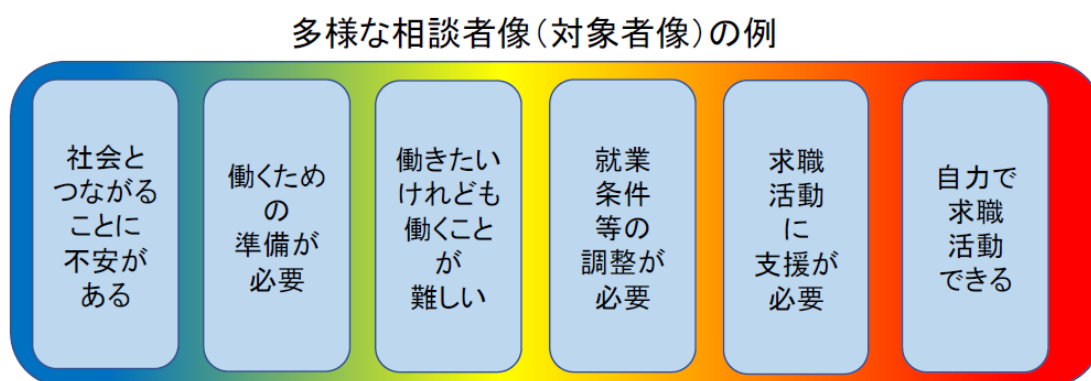 多様な相談者像(対象者像)の例
社会と
つながる
ことに
不安が
ある
働くため
の
準備が
必要
働きたい
けれども
働くこと
が
難しい
就業
条件
等の
調整が
必要
求職
活動
に
支援が
必要
自力で
求職
活動
できる